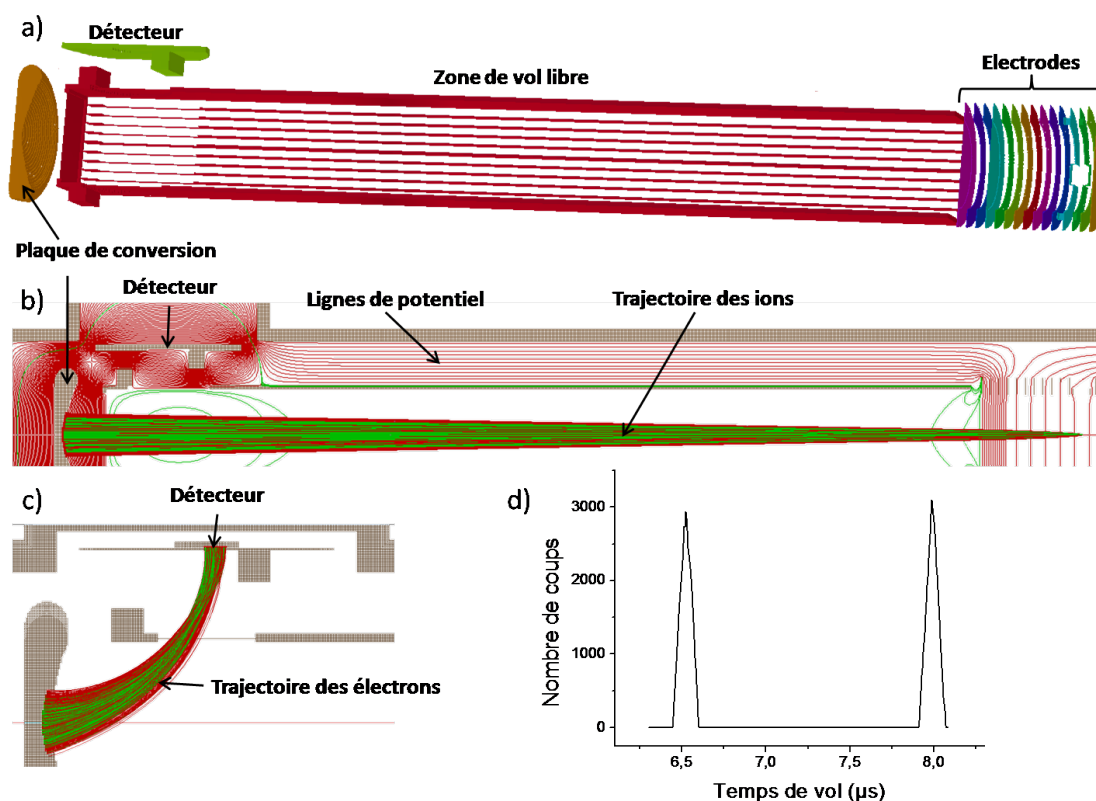 a)
Détecteur
Zone de vol libre
Electrodes
Plaque de conversion
b)
Détecteur
Lignes de potentiel
Trajectoire des ions
c)
Détecteur
Trajectoire des électrons
d)
Nombre de coups
3000
2000
1000
0
6,5
7,0
7,5
8,0
Temps de vol (µs)